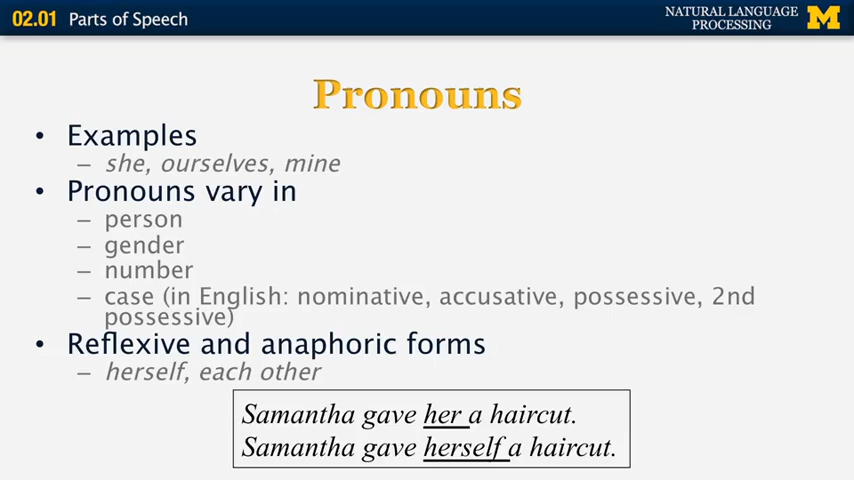 02.01 Parts of Speech
NATURAL LANGUAGE
PROCESSING
M
Pronouns
• Examples
– she, ourselves, mine
• Pronouns vary in
– person
– gender
– number
– case (in English: nominative, accusative, possessive, 2nd
possessive)
• Reflexive and anaphoric forms
– herself, each other
Samantha gave her a haircut.
Samantha gave herself a haircut.